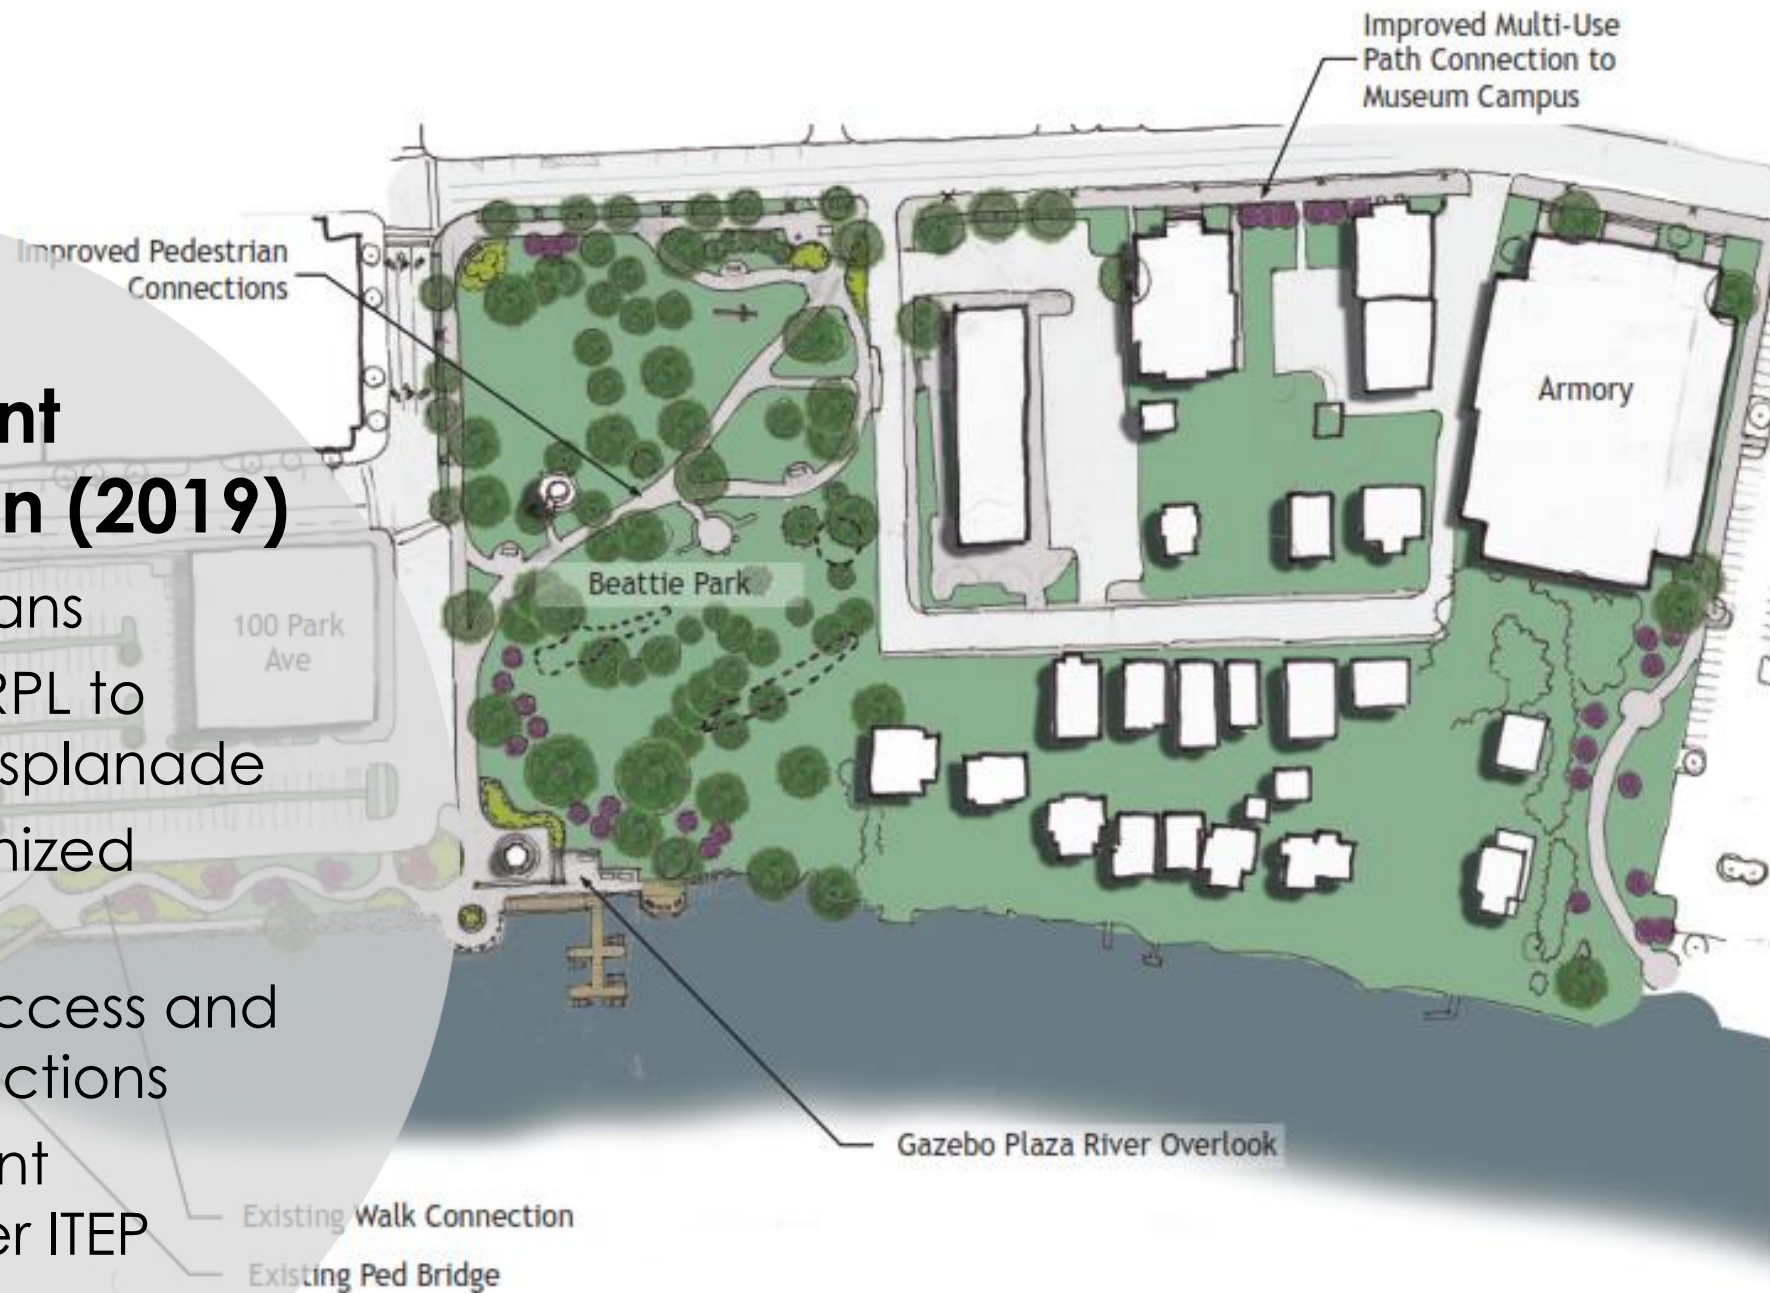 Improved Multi-Use
Path Connection to
Museum Campus
Improved Pedestrian
Connections
Armory
nt
n (2019)
Beattie Park
ans
100 Park
Ave
RPL to
splanade
nized
ccess and
ections
Gazebo Plaza River Overlook
nt
Existing Walk Connection
er ITEP
Existing Ped Bridge